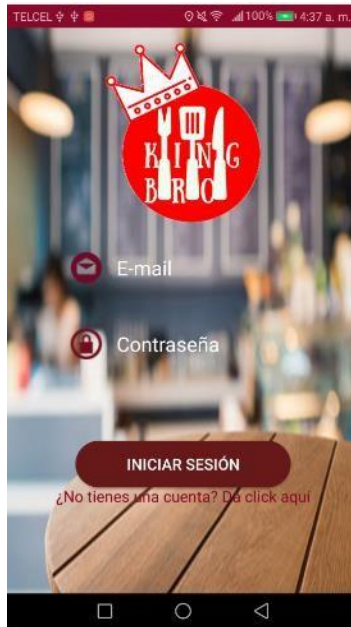 TELCEL 100% 4:37 a. m.
KING
BRO
E-mail
Contraseña
INICIAR SESIÓN
¿No tienes una cuenta? Da click aquí